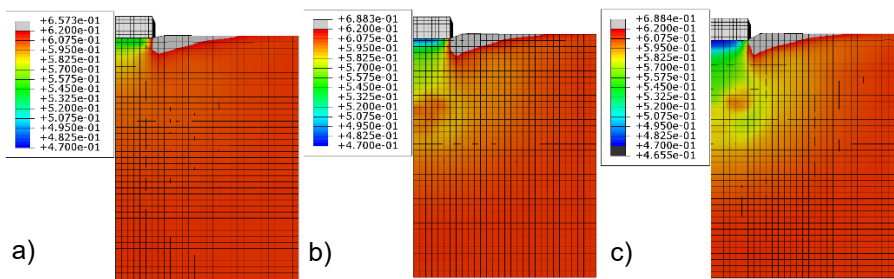 +6.573e-01
+6.200e-01
+6.075e-01
+5.950e-01
+5.825e-01
+5.700e-01
+5.575e-01
+5.450e-01
+5.325e-01
+5.200e-01
+5.075e-01
+4.950e-01
+4.825e-01
+4.700e-01
a)
+6.883e-01
+6.200e-01
+6.075e-01
+5.950e-01
+5.825e-01
+5.700e-01
+5.575e-01
+5.450e-01
+5.325e-01
+5.200e-01
+5.075e-01
+4.950e-01
+4.825e-01
+4.700e-01
b)
+6.884e-01
+6.200e-01
+6.075e-01
+5.950e-01
+5.825e-01
+5.700e-01
+5.575e-01
+5.450e-01
+5.325e-01
+5.200e-01
+5.075e-01
+4.950e-01
+4.825e-01
+4.700e-01
+4.655e-01
c)